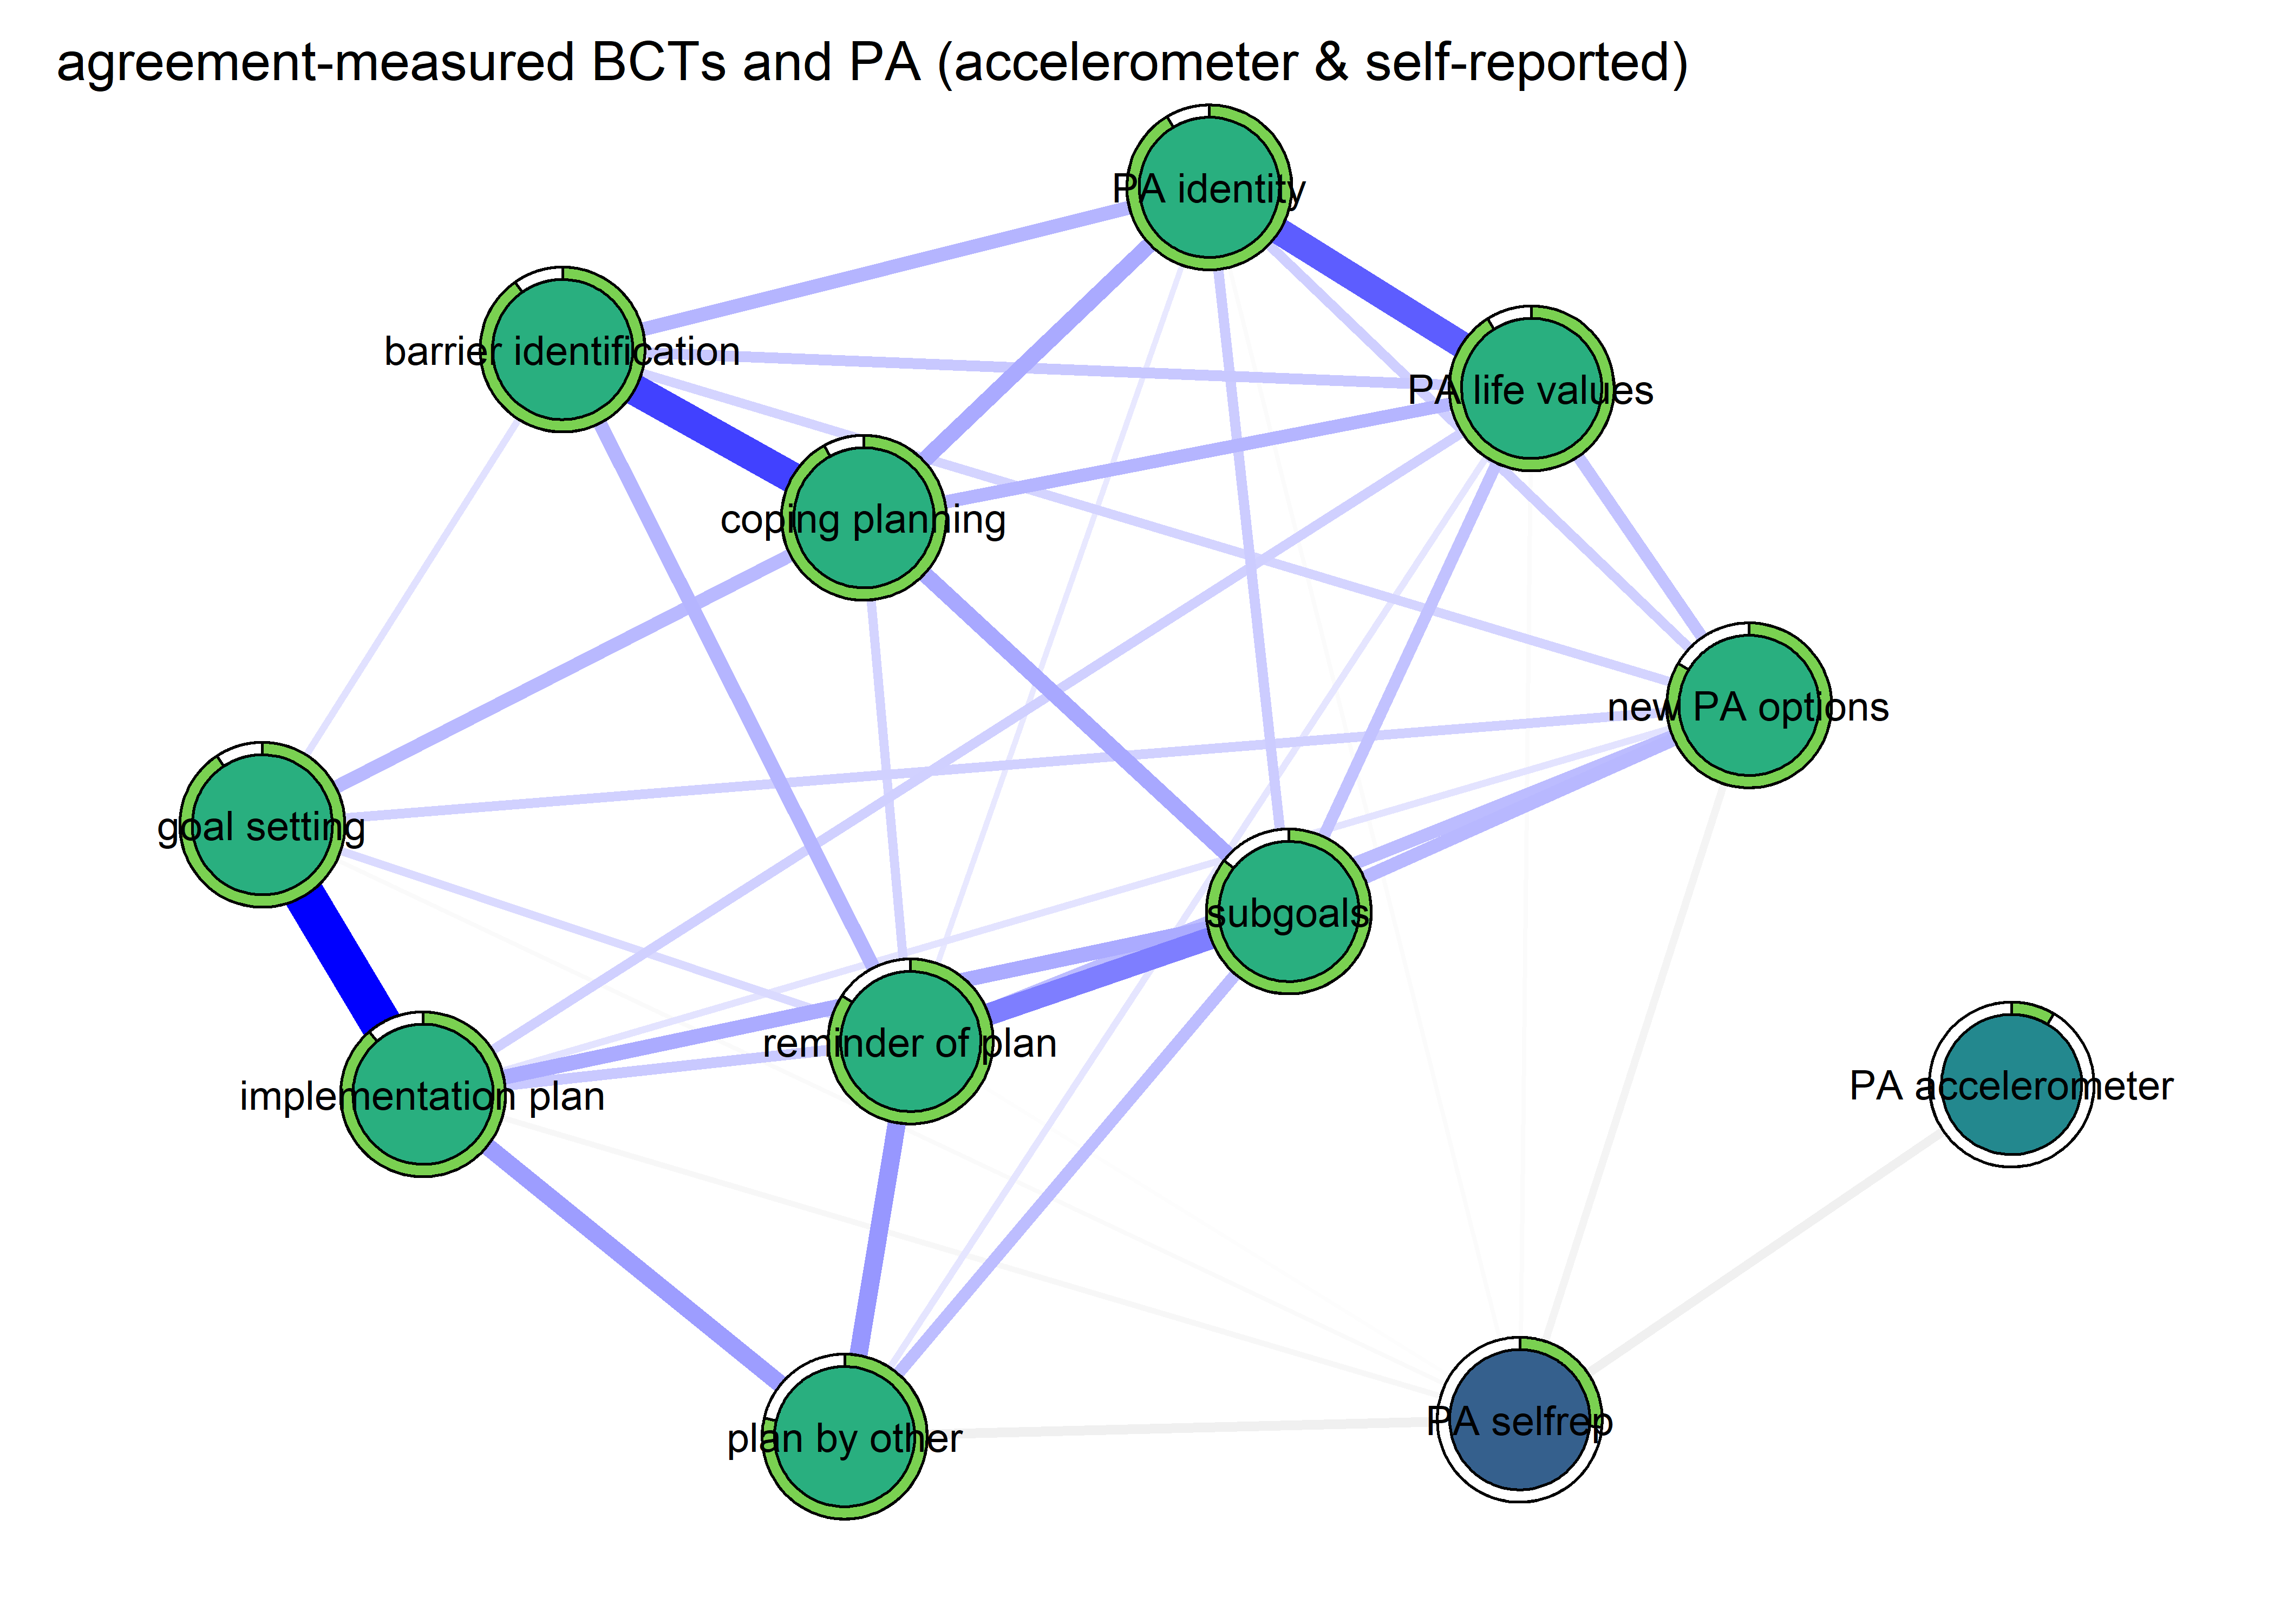 agreement-measured BCTs and PA (accelerometer & self-reported)
PA identity
barrier identification
PA life values
coping planning
new PA options
goal setting
subgoals
reminder of plan
PA accelerometer
implementation plan
PA selfrep
plan by other